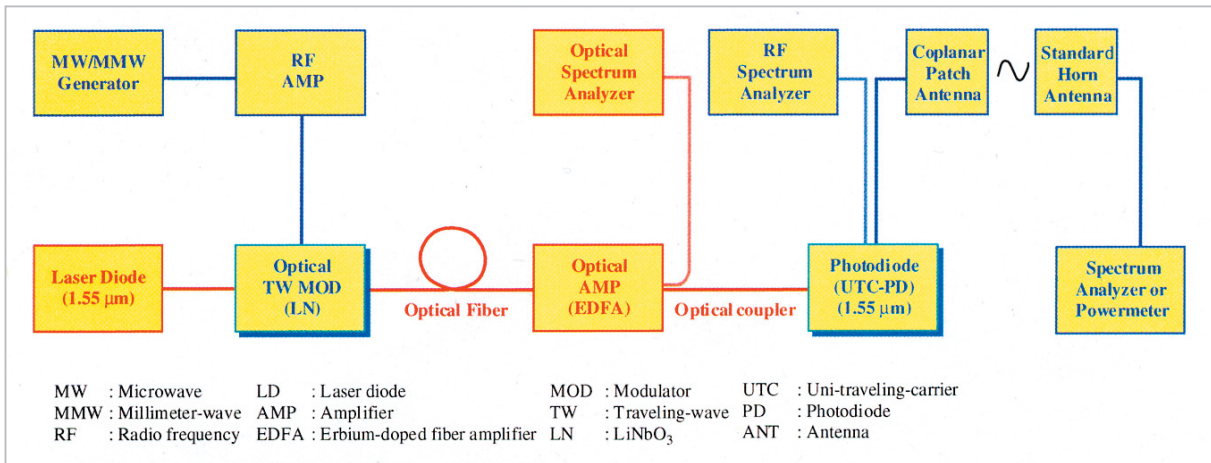 MW/MMW
Generator
RF
AMP
Optical
Spectrum
Analyzer
RF
Spectrum
Analyzer
Coplanar
Patch
Antenna
Standard
Horn
Antenna
Laser Diode
(1.55 μm)
Optical
TW MOD
(LN)
Optical Fiber
Optical
AMP
(EDFA)
Optical coupler
Photodiode
(UTC-PD)
(1.55 μm)
Spectrum
Analyzer or
Powermeter
MW : Microwave LD : Laser diode MOD : Modulator UTC : Uni-traveling-carrier
MMW : Millimeter-wave AMP : Amplifier TW : Traveling-wave PD : Photodiode
RF : Radio frequency EDFA : Erbium-doped fiber amplifier LN : LiNbO₃ ANT : Antenna